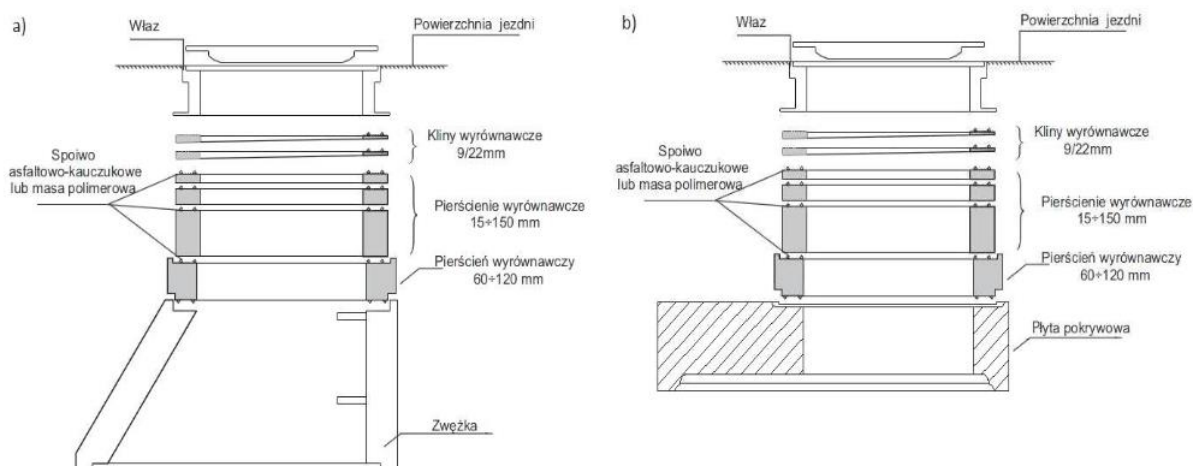 a)
Właz
Powierzchnia jezdni
Kliny wyrównawcze
9/22mm
Spoiwo
asfaltowo-kauczukowe
lub masa polimerowa
Pierścienie wyrównawcze
15÷150 mm
Pierścień wyrównawczy
60÷120 mm
Zwężka
b)
Właz
Powierzchnia jezdni
Kliny wyrównawcze
9/22mm
Spoiwo
asfaltowo-kauczukowe
lub masa polimerowa
Pierścienie wyrównawcze
15÷150 mm
Pierścień wyrównawczy
60÷120 mm
Płyta pokrywowa